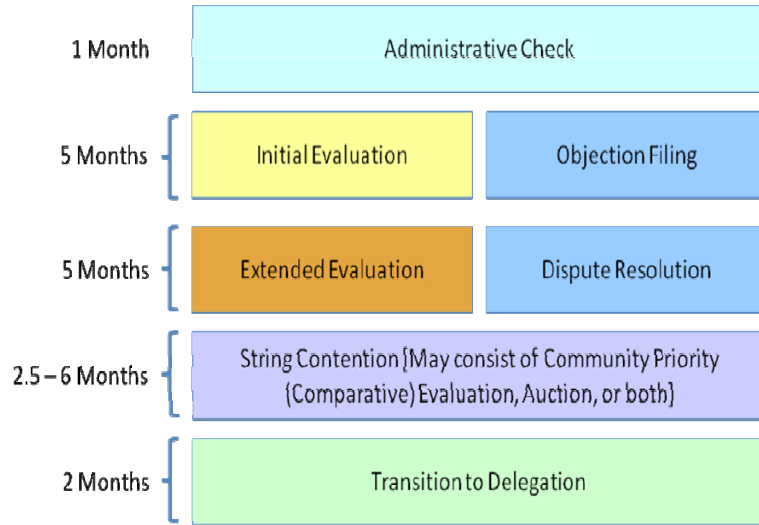 1 Month
Administrative Check
5 Months
Initial Evaluation
Objection Filing
5 Months
Extended Evaluation
Dispute Resolution
2.5 – 6 Months
String Contention [May consist of Community Priority
(Comparative) Evaluation, Auction, or both]
2 Months
Transition to Delegation